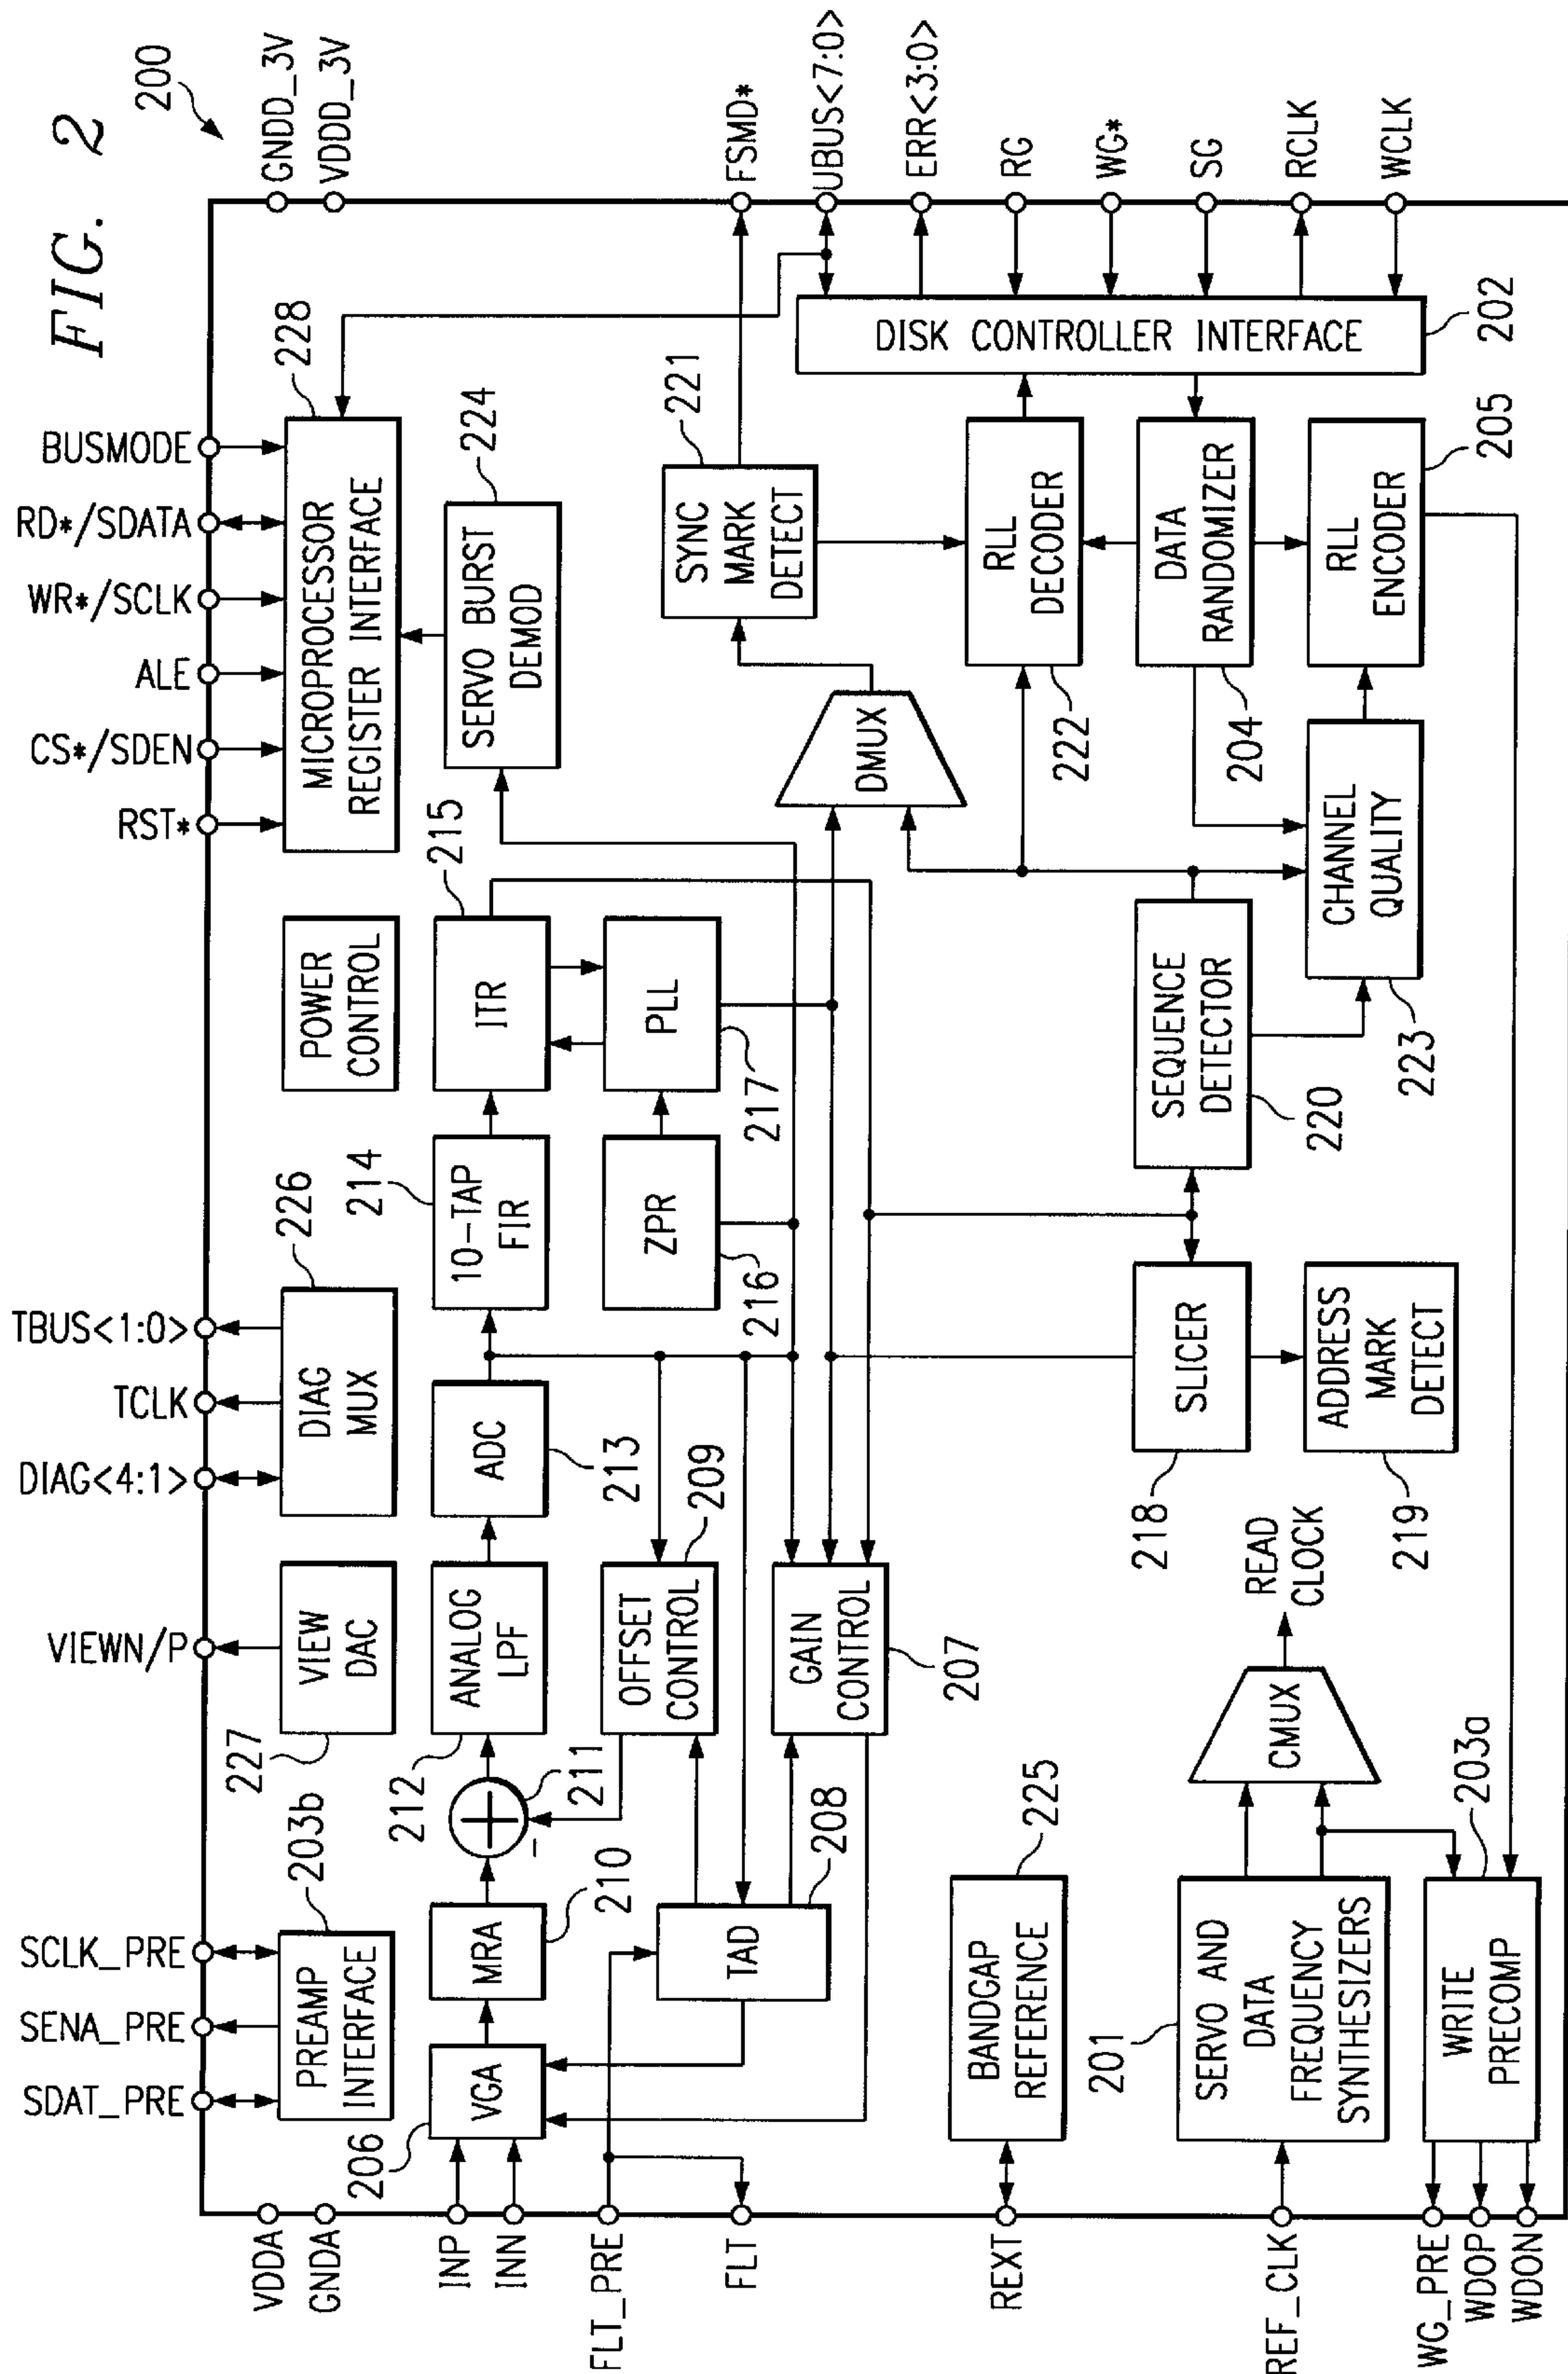 FIG. 2
200
VDDA
GNDA
INP
INN
FLT_PRE
FLT
REXT
REF_CLK
WG_PRE
WDOP
WDON
SDAT_PRE
SENA_PRE
SCLK_PRE
VIEWN/P
DIAG<4:1>
TCLK
TBUS<1:0>
RST*
CS*/SDEN
ALE
WR*/SCLK
RD*/SDATA
BUSMODE
GNDD_3V
VDDD_3V
FSMD*
UBUS<7:0>
ERR<3:0>
RG
WG*
SG
RCLK
WCLK
PREAMP
INTERFACE
203b
VIEW
DAC
227
DIAG
MUX
226
POWER
CONTROL
MICROPROCESSOR
REGISTER INTERFACE
228
VGA
206
MRA
210
-
211
ANALOG
LPF
212
ADC
213
10-TAP
FIR
214
ITR
215
SERVO BURST
DEMOD
224
TAD
208
OFFSET
CONTROL
209
ZPR
216
PLL
217
GAIN
CONTROL
207
DMUX
SYNC
MARK
DETECT
221
DISK CONTROLLER INTERFACE
202
BANDGAP
REFERENCE
225
RLL
DECODER
222
SERVO AND
DATA
FREQUENCY
SYNTHESIZERS
201
CMUX
READ
CLOCK
SLICER
218
SEQUENCE
DETECTOR
220
DATA
RANDOMIZER
204
ADDRESS
MARK
DETECT
219
CHANNEL
QUALITY
223
RLL
ENCODER
205
WRITE
PRECOMP
203a